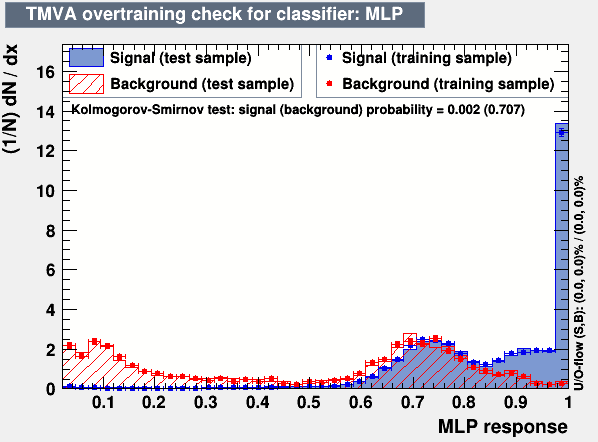 TMVA overtraining check for classifier: MLP
(1/N) dN / dx
Signal (test sample)
Background (test sample)
Signal (training sample)
Background (training sample)
Kolmogorov-Smirnov test: signal (background) probability = 0.002 (0.707)
16
14
12
10
8
6
4
2
0
0.1 0.2 0.3 0.4 0.5 0.6 0.7 0.8 0.9 1
MLP response
U/O-flow (S,B): (0.0, 0.0)% / (0.0, 0.0)%